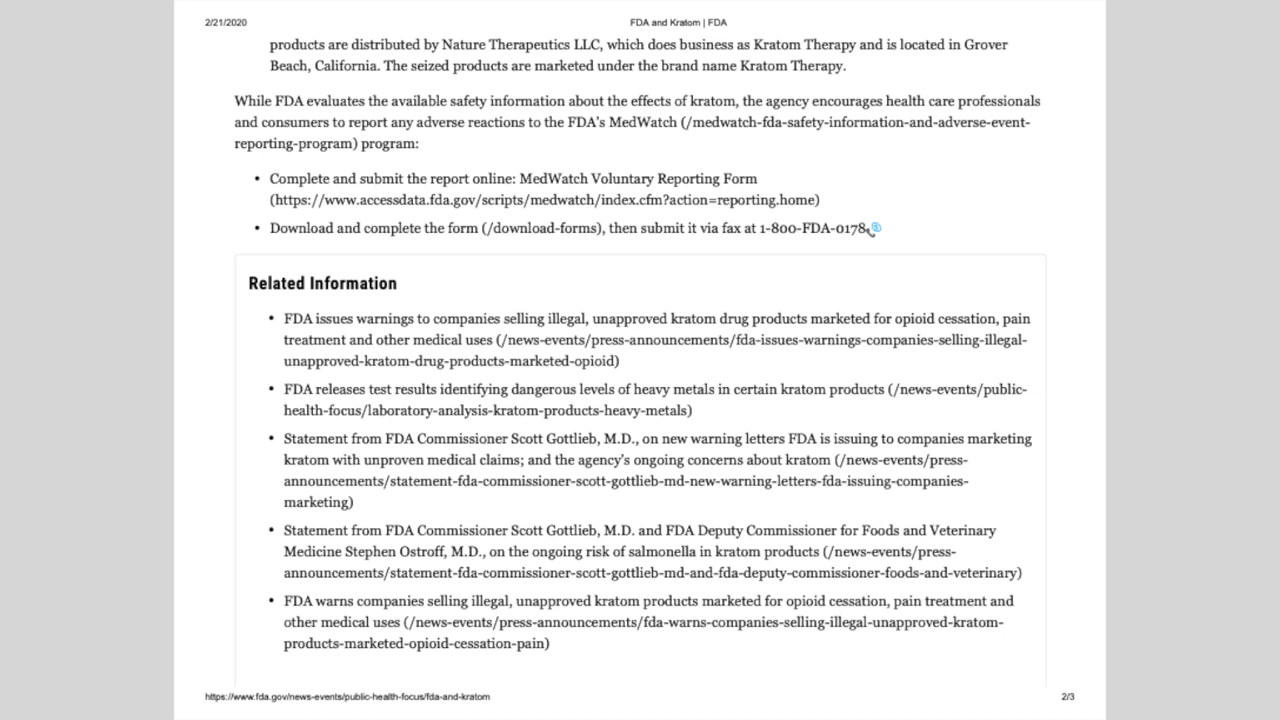 2/21/2020
FDA and Kratom | FDA
products are distributed by Nature Therapeutics LLC, which does business as Kratom Therapy and is located in Grover
Beach, California. The seized products are marketed under the brand name Kratom Therapy.
While FDA evaluates the available safety information about the effects of kratom, the agency encourages health care professionals
and consumers to report any adverse reactions to the FDA's MedWatch (/medwatch-fda-safety-information-and-adverse-event-
reporting-program) program:
• Complete and submit the report online: MedWatch Voluntary Reporting Form
(https://www.accessdata.fda.gov/scripts/medwatch/index.cfm?action=reporting.home)
• Download and complete the form (/download-forms), then submit it via fax at 1-800-FDA-0178
Related Information
• FDA issues warnings to companies selling illegal, unapproved kratom drug products marketed for opioid cessation, pain
treatment and other medical uses (/news-events/press-announcements/fda-issues-warnings-companies-selling-illegal-
unapproved-kratom-drug-products-marketed-opioid)
• FDA releases test results identifying dangerous levels of heavy metals in certain kratom products (/news-events/public-
health-focus/laboratory-analysis-kratom-products-heavy-metals)
• Statement from FDA Commissioner Scott Gottlieb, M.D., on new warning letters FDA is issuing to companies marketing
kratom with unproven medical claims; and the agency's ongoing concerns about kratom (/news-events/press-
announcements/statement-fda-commissioner-scott-gottlieb-md-new-warning-letters-fda-issuing-companies-
marketing)
• Statement from FDA Commissioner Scott Gottlieb, M.D. and FDA Deputy Commissioner for Foods and Veterinary
Medicine Stephen Ostroff, M.D., on the ongoing risk of salmonella in kratom products (/news-events/press-
announcements/statement-fda-commissioner-scott-gottlieb-md-and-fda-deputy-commissioner-foods-and-veterinary)
• FDA warns companies selling illegal, unapproved kratom products marketed for opioid cessation, pain treatment and
other medical uses (/news-events/press-announcements/fda-warns-companies-selling-illegal-unapproved-kratom-
products-marketed-opioid-cessation-pain)
https://www.fda.gov/news-events/public-health-focus/fda-and-kratom
2/3